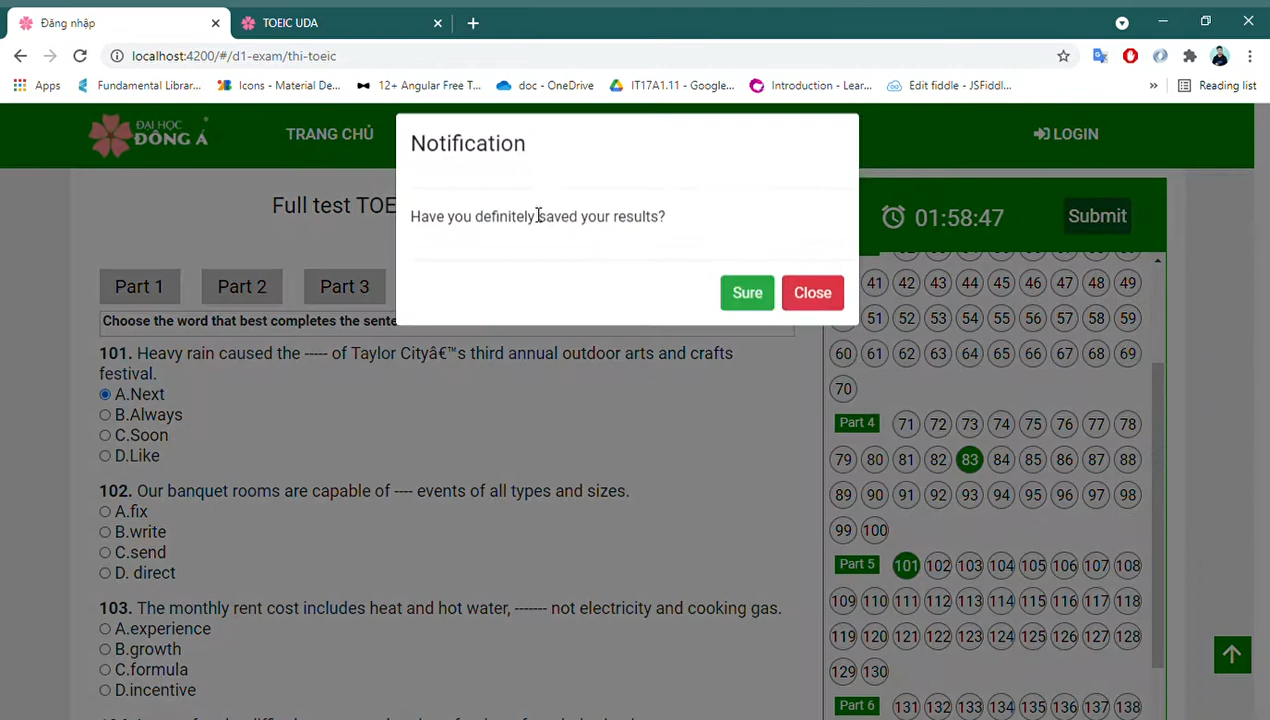 Đăng nhập
TOEIC UDA
localhost:4200/#/d1-exam/thi-toeic
Apps
Fundamental Librar...
Icons - Material De...
12+ Angular Free T...
doc - OneDrive
IT17A1.11 - Google...
Introduction - Lear...
Edit fiddle - JSFiddl...
»
Reading list
ĐẠI HỌC
ĐÔNG Á
TRANG CHỦ
LOGIN
Notification
Have you definitely saved your results?
Sure
Close
Full test TOE
01:58:47
Submit
Part 1
Part 2
Part 3
Choose the word that best completes the sente
101. Heavy rain caused the ----- of Taylor Cityâ€™s third annual outdoor arts and crafts
festival.
A.Next
B.Always
C.Soon
D.Like
102. Our banquet rooms are capable of ---- events of all types and sizes.
A.fix
B.write
C.send
D. direct
103. The monthly rent cost includes heat and hot water, ------- not electricity and cooking gas.
A.experience
B.growth
C.formula
D.incentive
41 42 43 44 45 46 47 48 49
51 52 53 54 55 56 57 58 59
60 61 62 63 64 65 66 67 68 69
70
Part 4 71 72 73 74 75 76 77 78
79 80 81 82 83 84 85 86 87 88
89 90 91 92 93 94 95 96 97 98
99 100
Part 5 101 102 103 104 105 106 107 108
109 110 111 112 113 114 115 116 117 118
119 120 121 122 123 124 125 126 127 128
129 130
Part 6 131 132 133 134 135 136 137 138